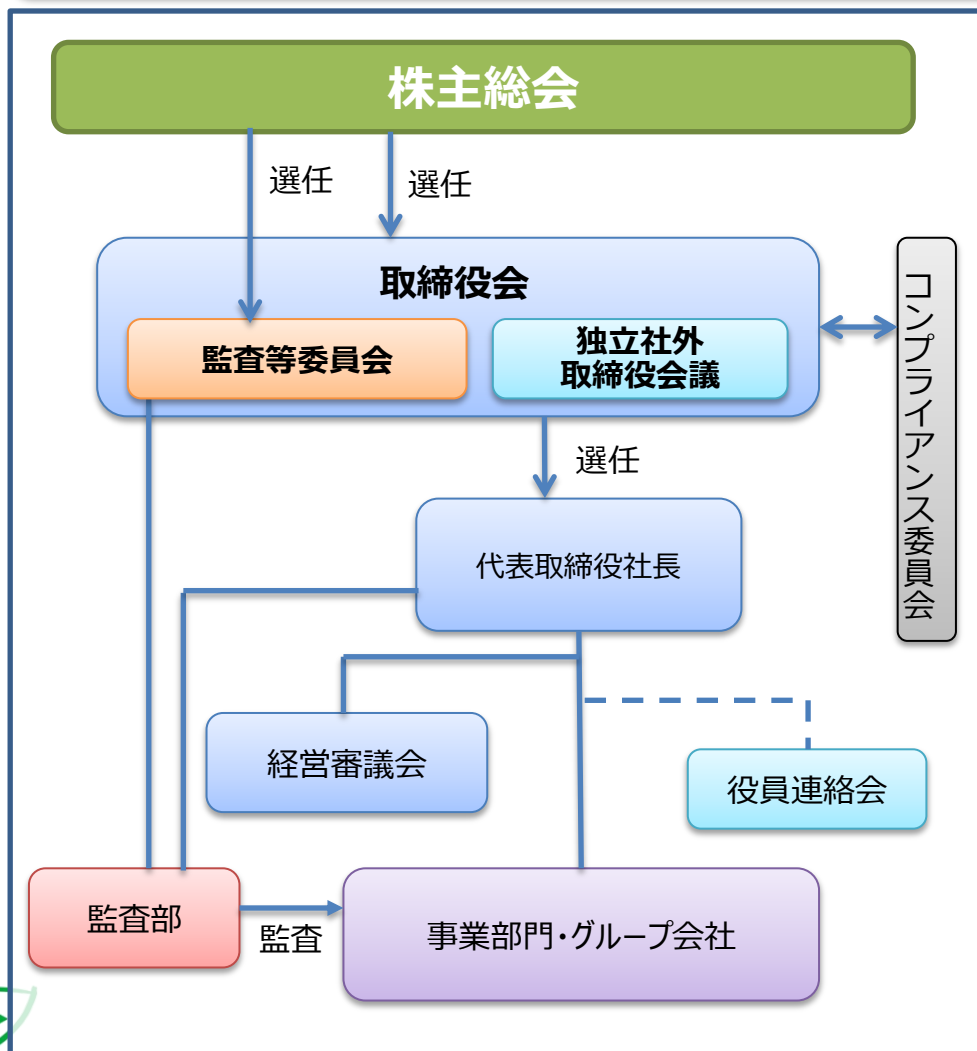 株主総会
選任
選任
取締役会
監査等委員会
独立社外
取締役会議
コンプライアンス委員会
選任
代表取締役社長
経営審議会
役員連絡会
監査部
監査
事業部門・グループ会社